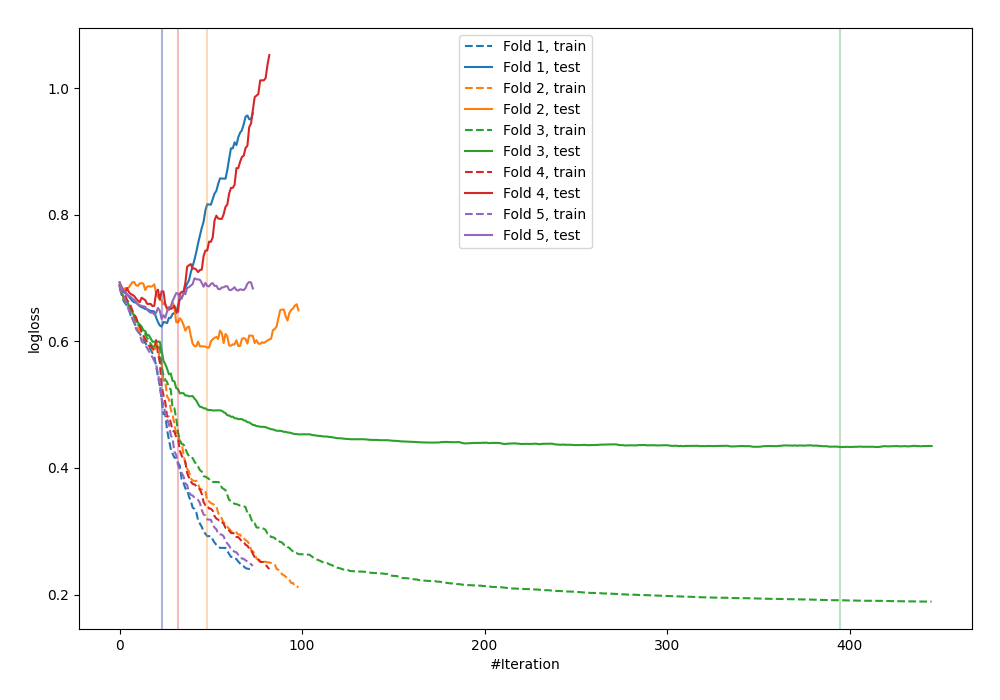 Fold 1, train
Fold 1, test
Fold 2, train
Fold 2, test
Fold 3, train
Fold 3, test
Fold 4, train
Fold 4, test
Fold 5, train
Fold 5, test
logloss
1.0
0.8
0.6
0.4
0.2
0
100
200
300
400
#Iteration